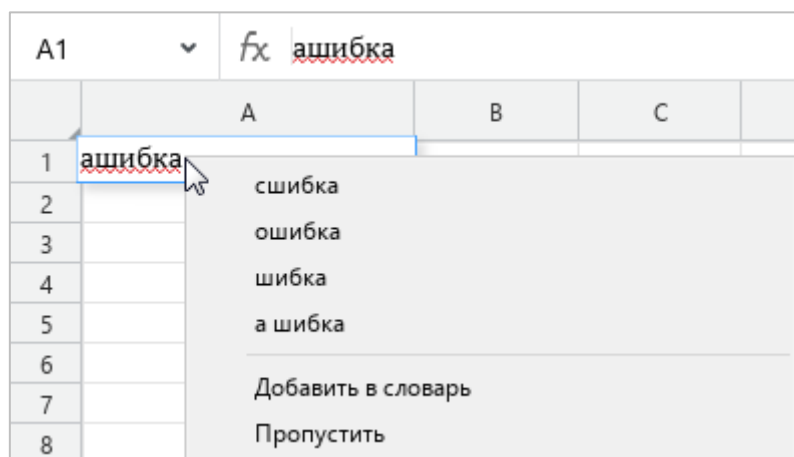 A1 fx ашибка
A B C
1 ашибка
сшибка
2
ошибка
3
шибка
4
а шибка
5
6
Добавить в словарь
7
Пропустить
8